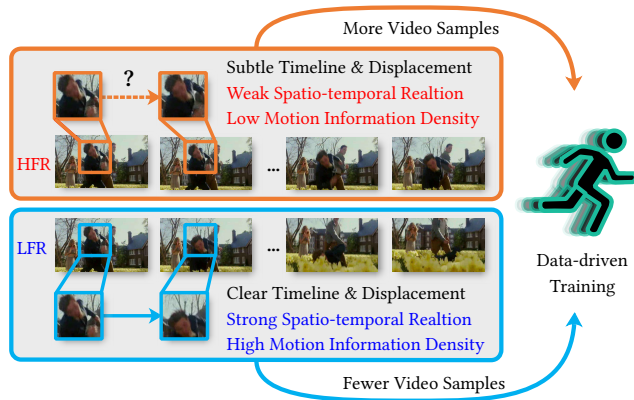 More Video Samples
?
Subtle Timeline & Displacement
Weak Spatio-temporal Realtion
Low Motion Information Density
HFR
...
LFR
...
Clear Timeline & Displacement
Strong Spatio-temporal Realtion
High Motion Information Density
Data-driven
Training
Fewer Video Samples